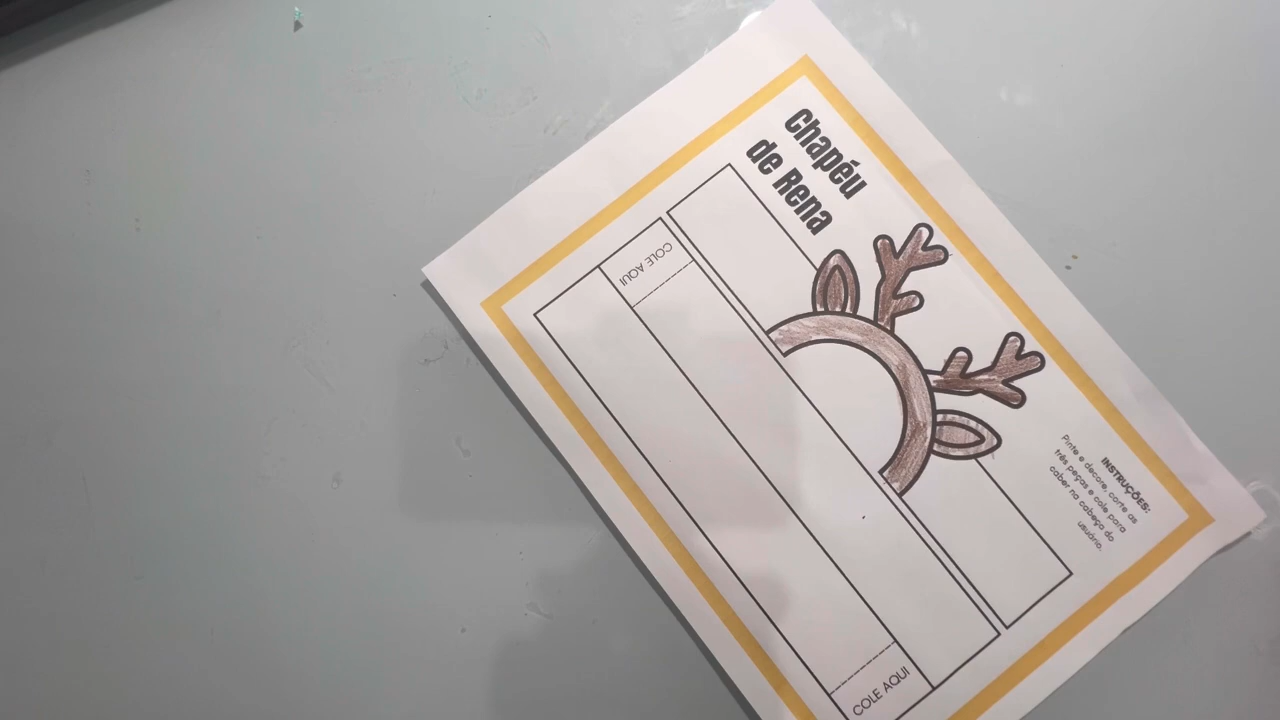 Chapéu
de Rena
INSTRUÇÕES:
Pinte e decore, corte as
três peças e cole para
caber na cabeça do
usuário.
COLE AQUI
COLE AQUI